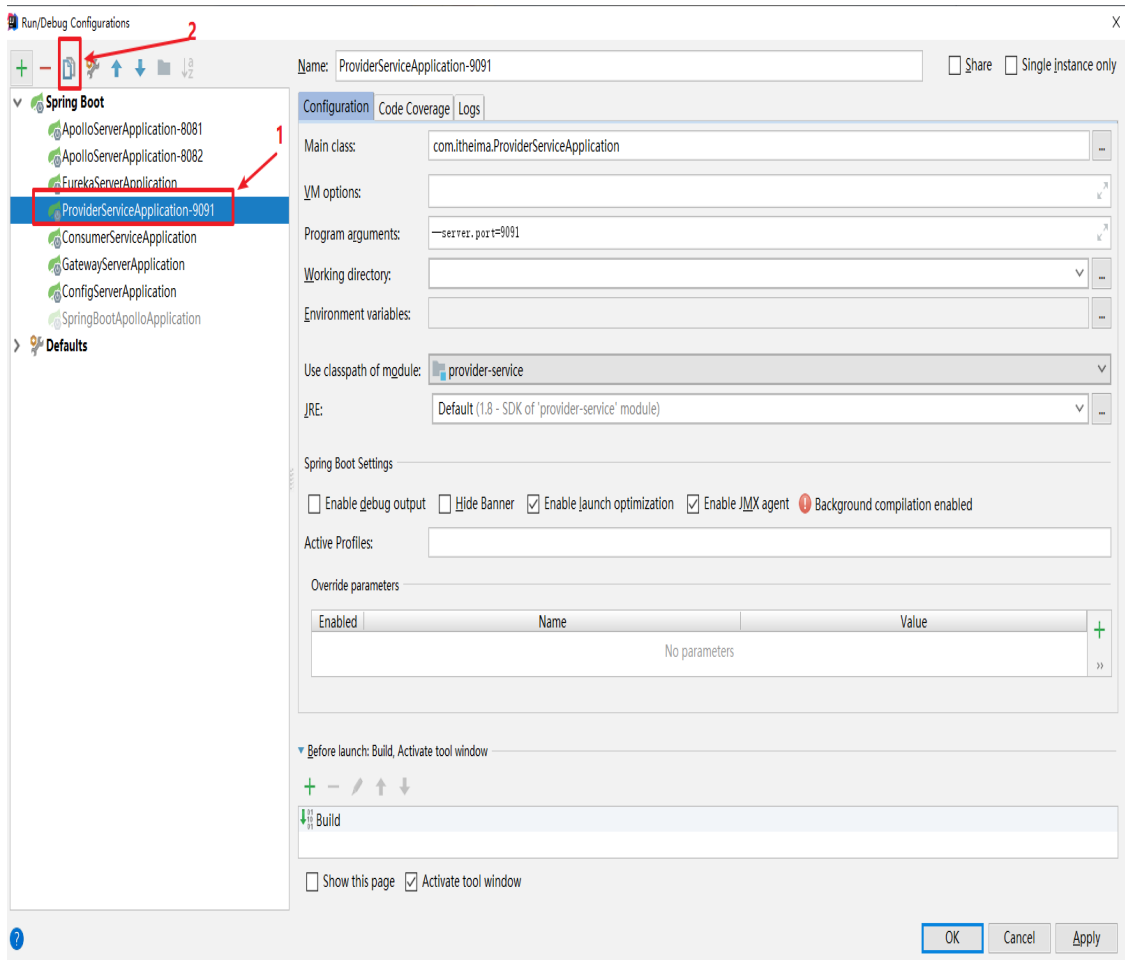 Run/Debug Configurations
2
Name: ProviderServiceApplication-9091
Share
Single instance only
Spring Boot
ApolloServerApplication-8081
ApolloServerApplication-8082
EurekaServerApplication
ProviderServiceApplication-9091
ConsumerServiceApplication
GatewayServerApplication
ConfigServerApplication
SpringBootApolloApplication
Defaults
1
Configuration
Code Coverage
Logs
Main class: com.itheima.ProviderServiceApplication
...
VM options:
Program arguments: --server.port=9091
Working directory:
...
Environment variables:
...
Use classpath of module: provider-service
JRE: Default (1.8 - SDK of 'provider-service' module)
...
Spring Boot Settings
Enable debug output
Hide Banner
Enable launch optimization
Enable JMX agent
Background compilation enabled
Active Profiles:
Override parameters
Enabled Name Value
No parameters
Before launch: Build, Activate tool window
Build
Show this page
Activate tool window
?
OK
Cancel
Apply